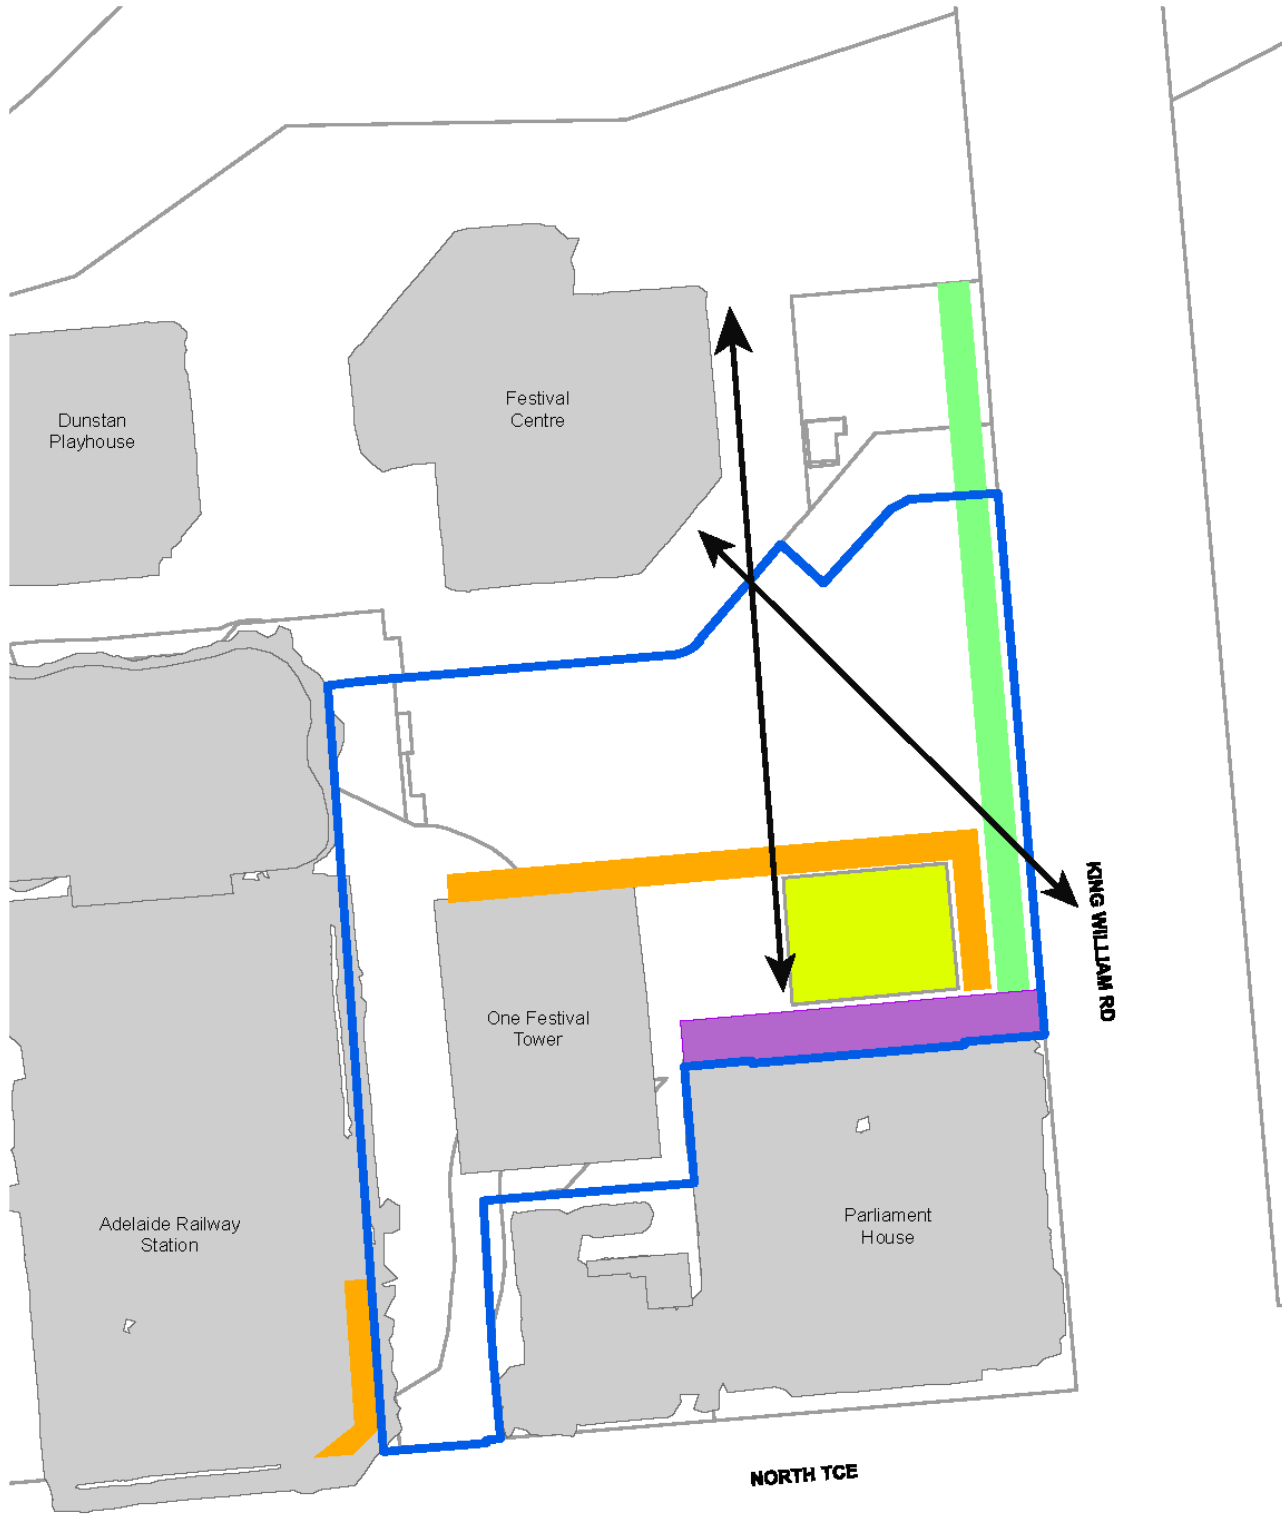 Festival
Centre
Dunstan
Playhouse
KING WILLIAM RD
One Festival
Tower
Adelaide Railway
Station
Parliament
House
NORTH TCE